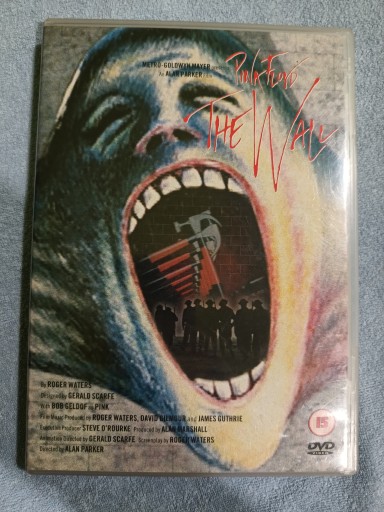 METRO-GOLDWYN-MAYER
An ALAN PARKER Film
PINK FLOYD
THE WALL
By ROGER WATERS
Designed by GERALD SCARFE
With BOB GELDOF as PINK
Film Music Produced by ROGER WATERS, DAVID GILMOUR and JAMES GUTHRIE
Executive Producer STEVE O'ROURKE Produced by ALAN MARSHALL
Animation Directed by GERALD SCARFE Screenplay by ROGER WATERS
Directed by ALAN PARKER
15
DVD
VIDEO